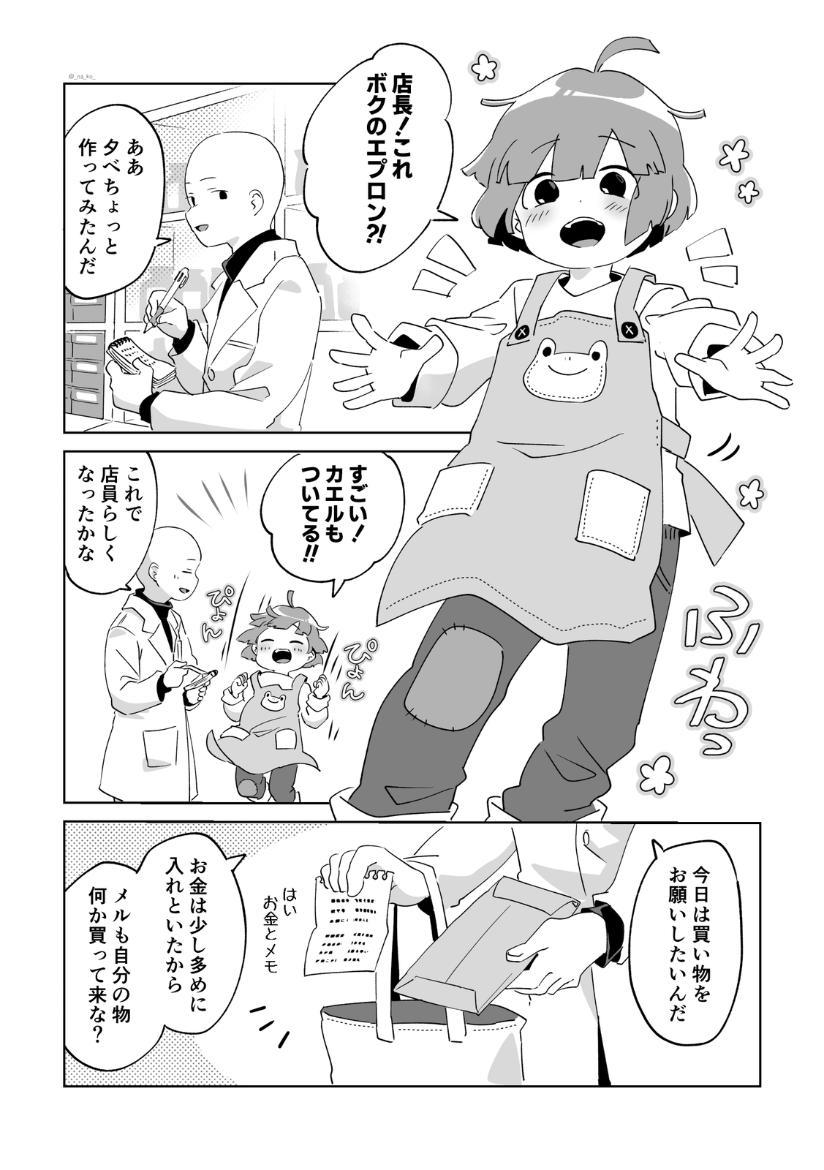 @_na_ko_
店長！これ
ボクのエプロン?!
ああ
夕べちょっと
作ってみたんだ
ふわっ
すごい！
カエルも
ついてる!!
ぴょん
ぴょん
これで
店員らしく
なったかな
今日は買い物を
お願いしたいんだ
はい
お金とメモ
お金は少し多めに
入れといたから
メルも自分の物
何か買って来な？